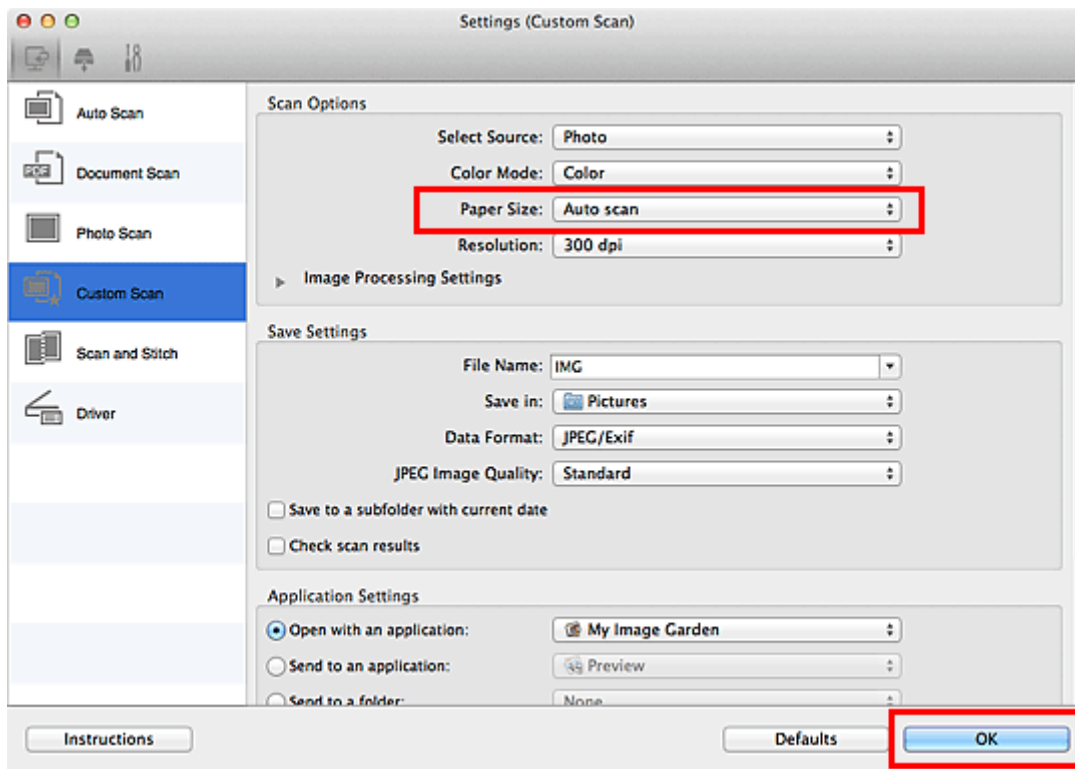 Settings (Custom Scan)
Auto Scan
PDF
Document Scan
Photo Scan
Custom Scan
Scan and Stitch
Driver
Scan Options
Select Source: Photo
Color Mode: Color
Paper Size: Auto scan
Resolution: 300 dpi
Image Processing Settings
Save Settings
File Name: IMG
Save in: Pictures
Data Format: JPEG/Exif
JPEG Image Quality: Standard
Save to a subfolder with current date
Check scan results
Application Settings
Open with an application: My Image Garden
Send to an application: Preview
Send to a folder: None
Instructions
Defaults
OK